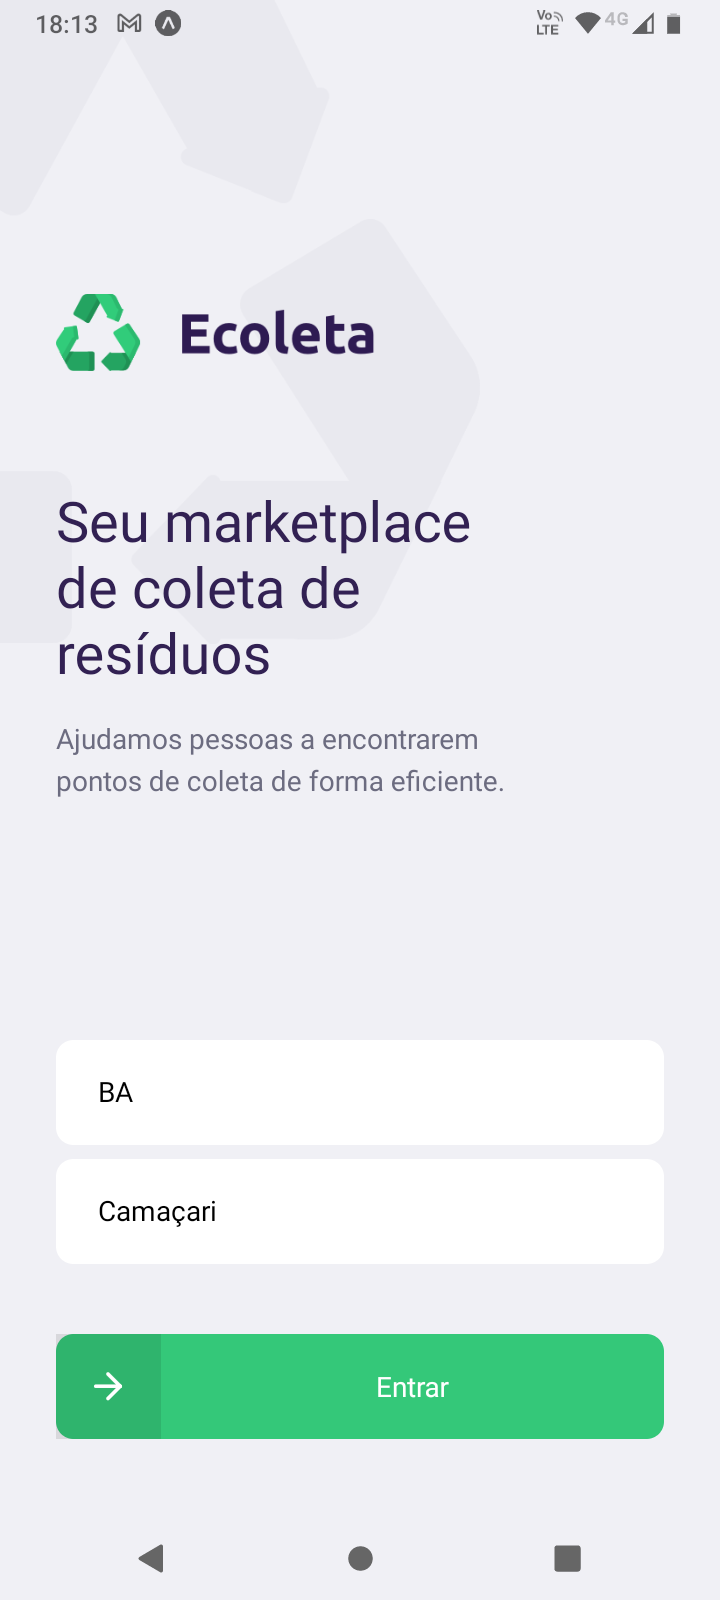 18:13
Vo
LTE
4G
Ecoleta
Seu marketplace
de coleta de
resíduos
Ajudamos pessoas a encontrarem
pontos de coleta de forma eficiente.
BA
Camaçari
Entrar